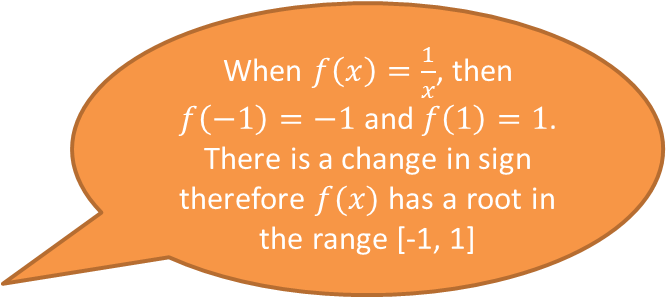 When f(x) = 1/x, then
f(−1) = −1 and f(1) = 1.
There is a change in sign
therefore f(x) has a root in
the range [-1, 1]